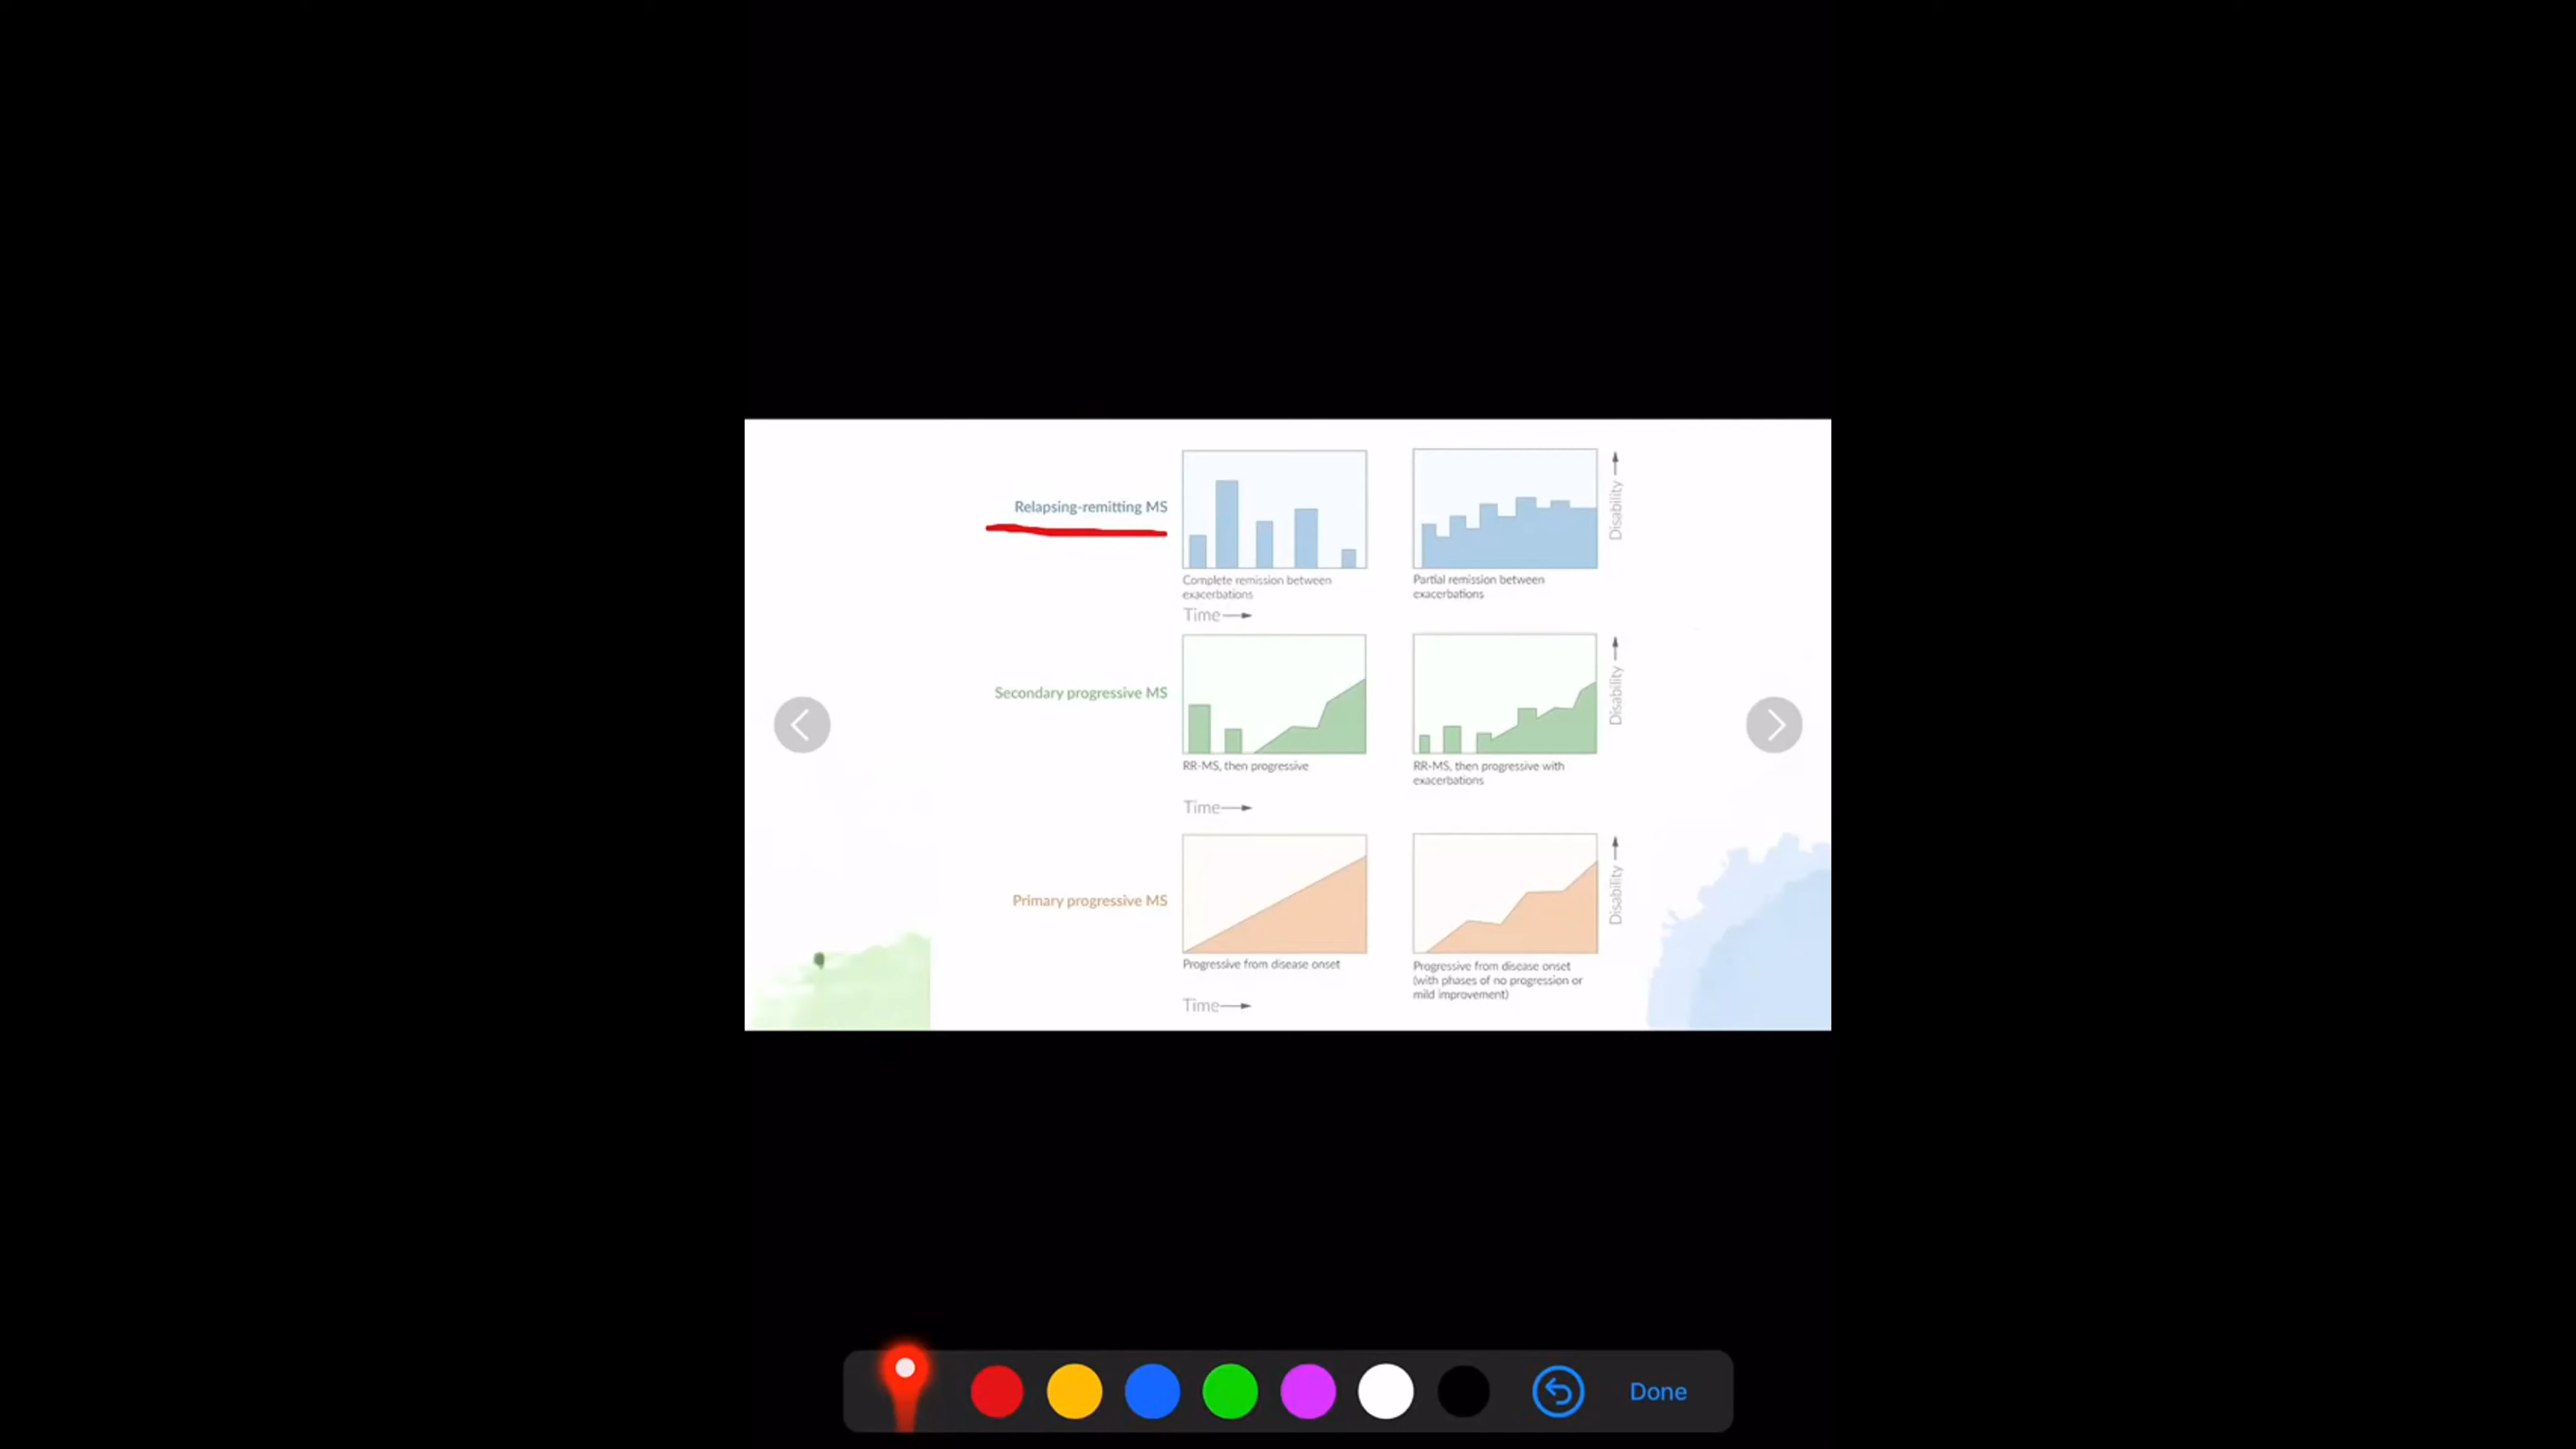 Relapsing-remitting MS
Complete remission between
exacerbations
Time
Partial remission between
exacerbations
Disability
Secondary progressive MS
RR-MS, then progressive
Time
RR-MS, then progressive with
exacerbations
Disability
Primary progressive MS
Progressive from disease onset
Time
Progressive from disease onset
(with phases of no progression or
mild improvement)
Disability
Done